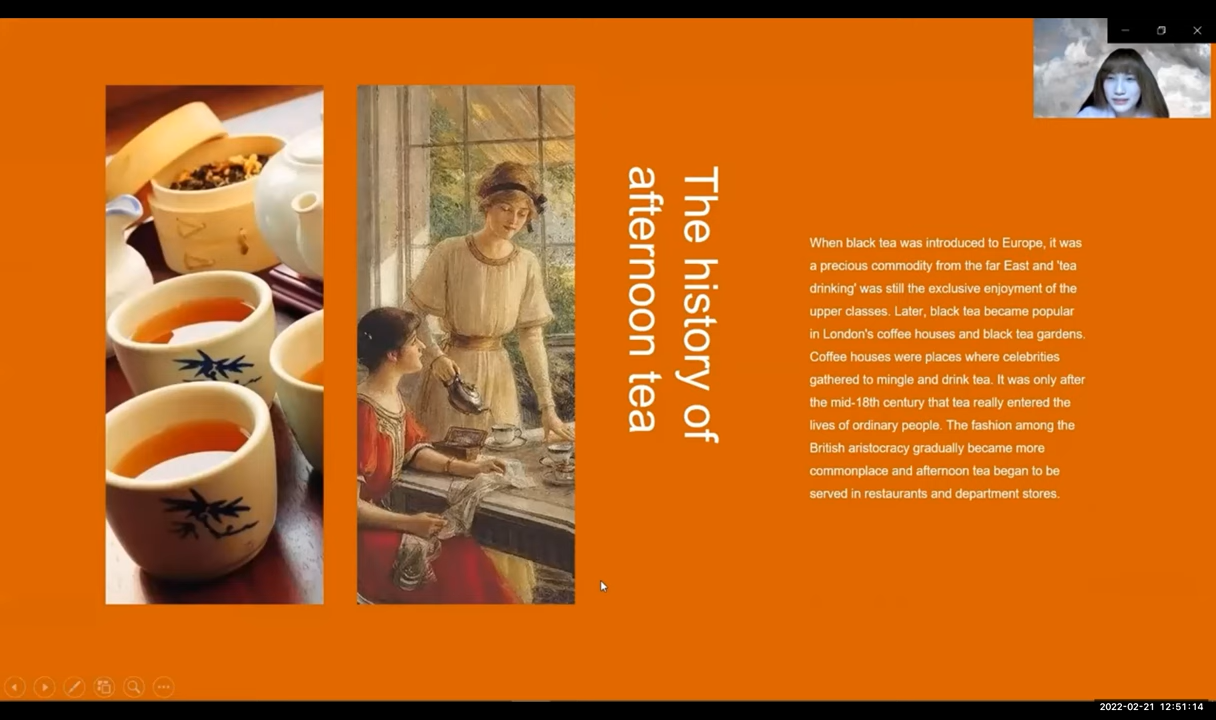 The history of
afternoon tea
When black tea was introduced to Europe, it was
a precious commodity from the far East and 'tea
drinking' was still the exclusive enjoyment of the
upper classes. Later, black tea became popular
in London's coffee houses and black tea gardens.
Coffee houses were places where celebrities
gathered to mingle and drink tea. It was only after
the mid-18th century that tea really entered the
lives of ordinary people. The fashion among the
British aristocracy gradually became more
commonplace and afternoon tea began to be
served in restaurants and department stores.
2022-02-21 12:51:14